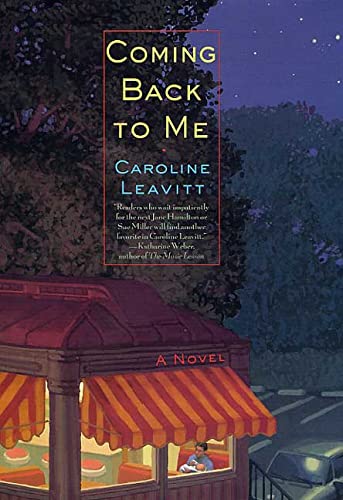 COMING
BACK
TO ME
CAROLINE
LEAVITT
"Readers who wait impatiently
for the next Jane Hamilton or
Sue Miller will find another
favorite in Caroline Leavitt."
—Katharine Weber,
author of The Music Lesson
A NOVEL